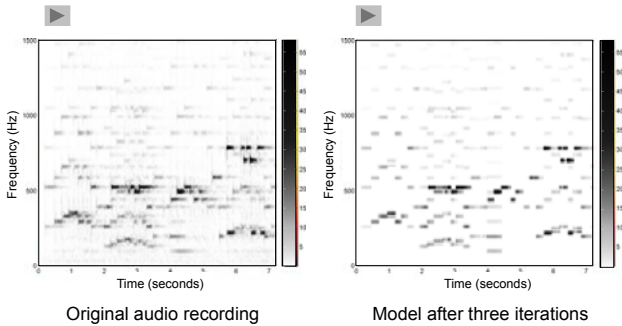 1500
1000
500
0
0 1 2 3 4 5 6 7
55 50 45 40 35 30 25 20 15 10 5
Frequency (Hz)
Time (seconds)
Original audio recording
1500
1000
500
0
0 1 2 3 4 5 6 7
55 50 45 40 35 30 25 20 15 10 5
Frequency (Hz)
Time (seconds)
Model after three iterations